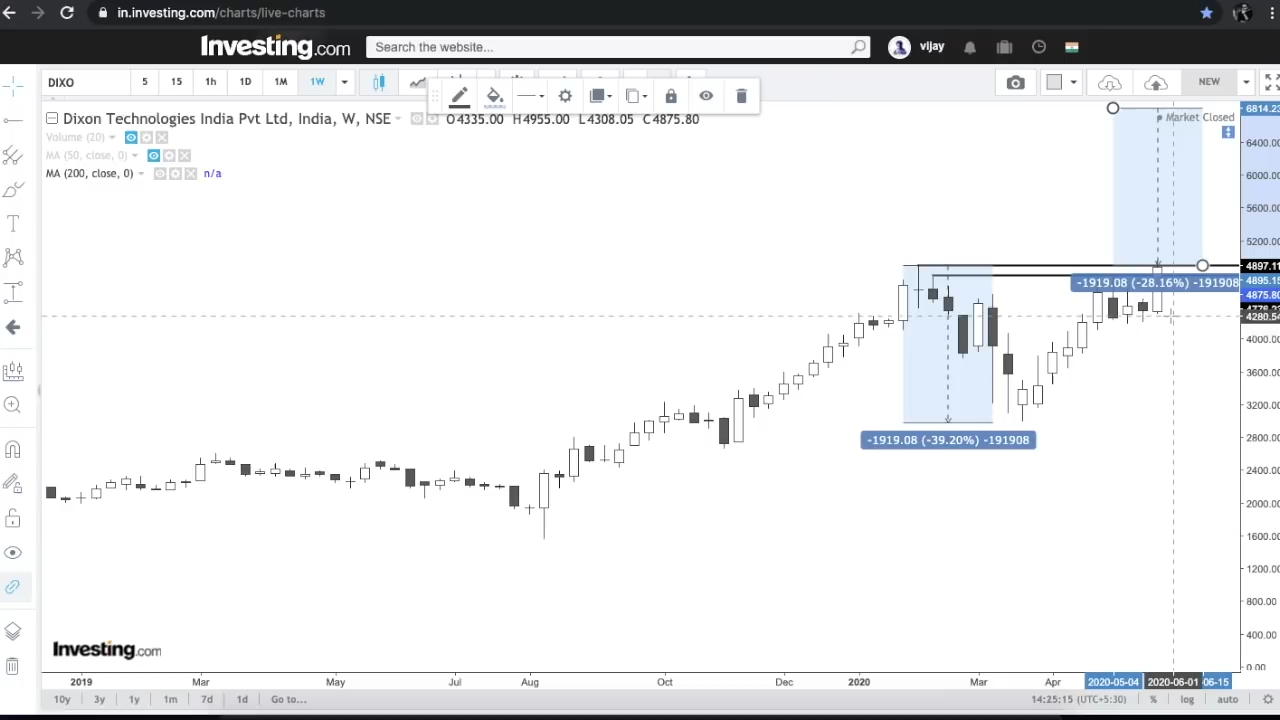 in.investing.com/charts/live-charts
Investing.com
Search the website...
vijay
DIXO
5 15 1h 1D 1M 1W
NEW
Dixon Technologies India Pvt Ltd, India, W, NSE
O4335.00 H4955.00 L4308.05 C4875.80
Market Closed
Volume (20)
MA (50, close, 0)
MA (200, close, 0) n/a
6814.23
6400.00
6000.00
5600.00
5200.00
4897.11
4895.15
4875.80
4280.54
4000.00
3600.00
3200.00
2800.00
2400.00
2000.00
1600.00
1200.00
800.00
400.00
0.00
-1919.08 (-28.16%) -191908
-1919.08 (-39.20%) -191908
Investing.com
2019 Mar May Jul Aug Oct Dec 2020 Mar Apr 2020-05-04 2020-06-01 06-15
10y 3y 1y 1m 7d 1d Go to... 14:25:15 (UTC+5:30) % log auto